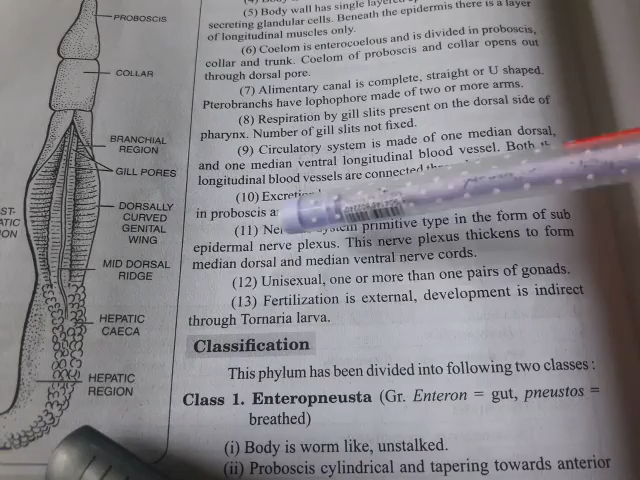 PROBOSCIS
COLLAR
BRANCHIAL
REGION
GILL PORES
DORSALLY
CURVED
GENITAL
WING
MID DORSAL
RIDGE
HEPATIC
CAECA
HEPATIC
REGION
(5) Body wall has single layered
secreting glandular cells. Beneath the epidermis there is a layer
of longitudinal muscles only.
(6) Coelom is enterocoelous and is divided in proboscis,
collar and trunk. Coelom of proboscis and collar opens out
through dorsal pore.
(7) Alimentary canal is complete, straight or U shaped.
Pterobranchs have lophophore made of two or more arms.
(8) Respiration by gill slits present on the dorsal side of
pharynx. Number of gill slits not fixed.
(9) Circulatory system is made of one median dorsal,
and one median ventral longitudinal blood vessel. Both
longitudinal blood vessels are connected
(10)
in proboscis
(11) system primitive type in the form of sub
epidermal nerve plexus. This nerve plexus thickens to form
median dorsal and median ventral nerve cords.
(12) Unisexual, one or more than one pairs of gonads.
(13) Fertilization is external, development is indirect
through Tornaria larva.
Classification
This phylum has been divided into following two classes :
Class 1. Enteropneusta (Gr. Enteron = gut, pneustos =
breathed)
(i) Body is worm like, unstalked.
(ii) Proboscis cylindrical and tapering towards anterior